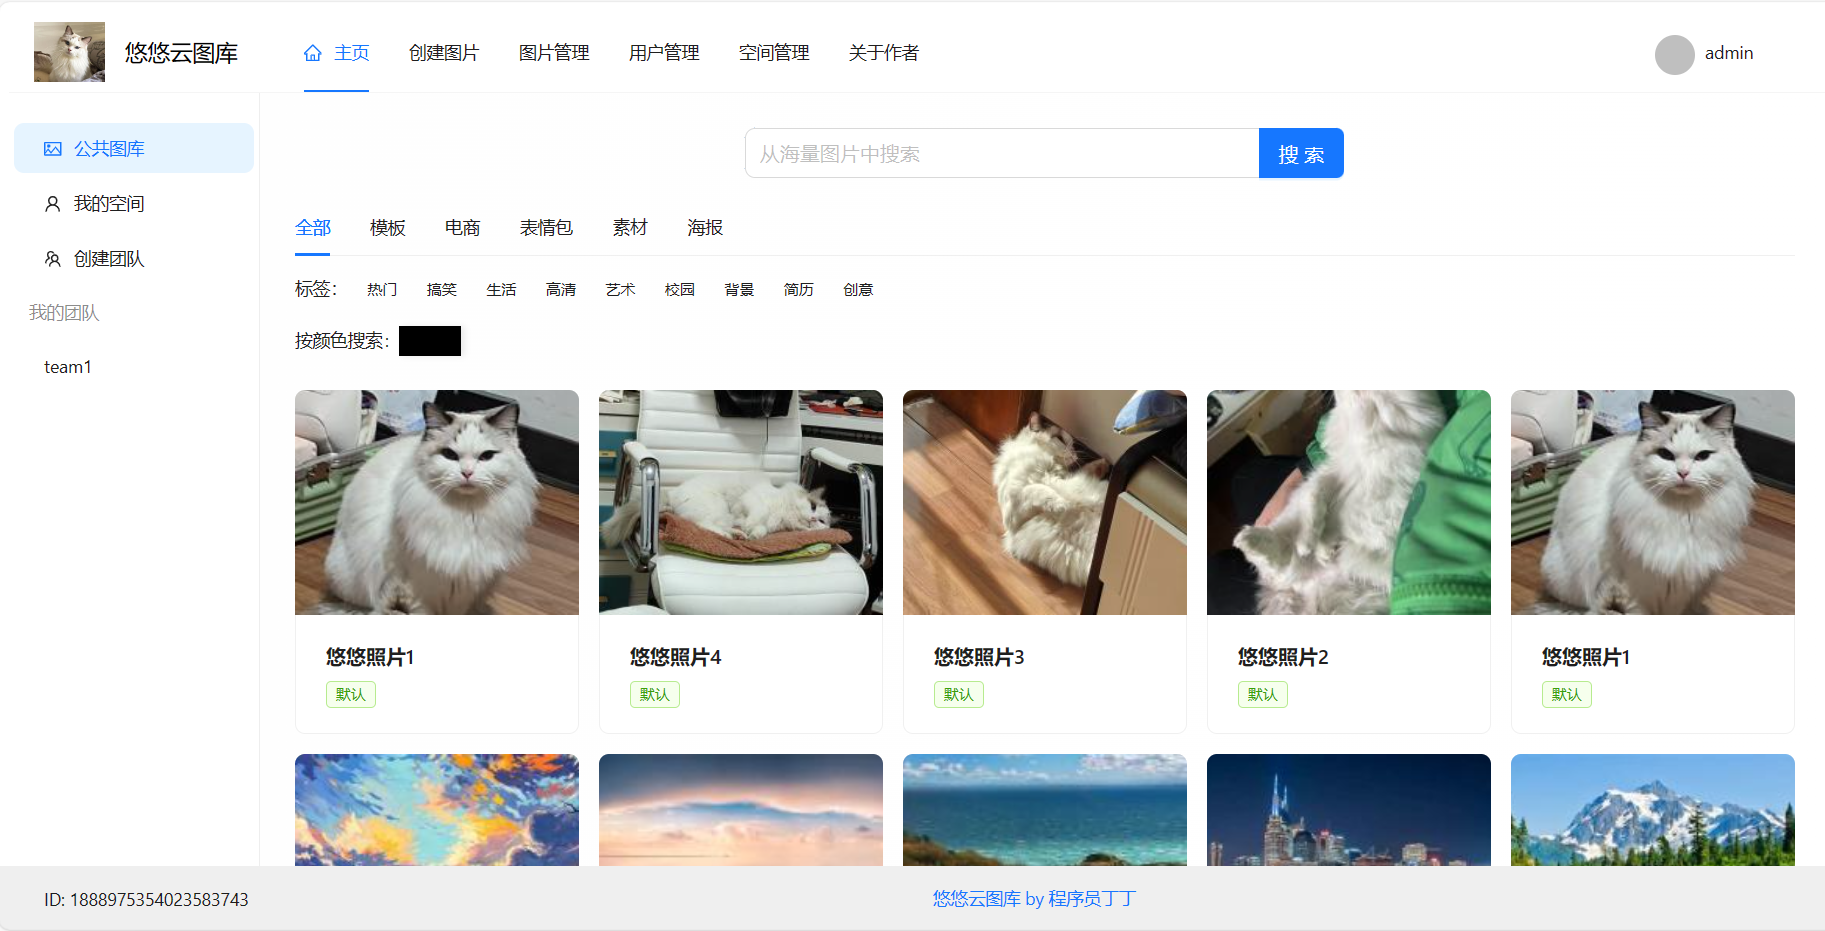 悠悠云图库
主页 创建图片 图片管理 用户管理 空间管理 关于作者
admin
公共图库
我的空间
创建团队
我的团队
team1
从海量图片中搜索
搜 索
全部 模板 电商 表情包 素材 海报
标签： 热门 搞笑 生活 高清 艺术 校园 背景 简历 创意
按颜色搜索：
悠悠照片1
默认
悠悠照片4
默认
悠悠照片3
默认
悠悠照片2
默认
悠悠照片1
默认
ID: 1888975354023583743
悠悠云图库 by 程序员丁丁